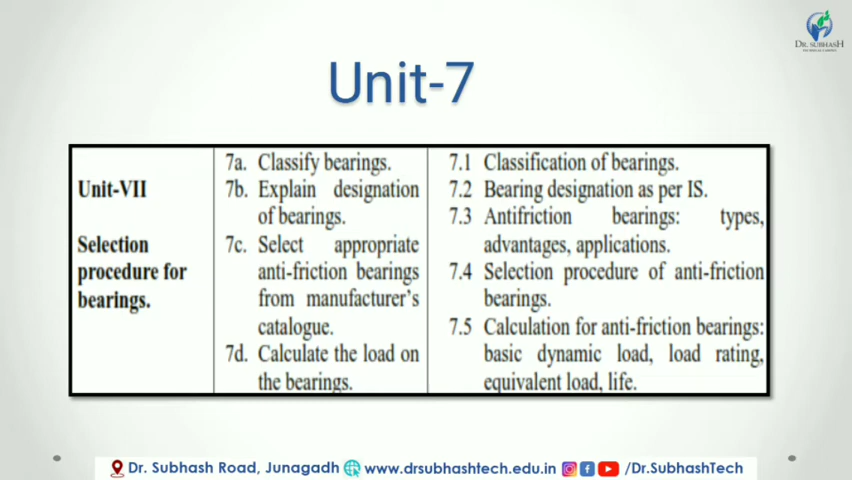 DR. SUBHASH
Unit-7
Unit-VII
Selection
procedure for
bearings.
7a. Classify bearings.
7b. Explain designation
of bearings.
7c. Select appropriate
anti-friction bearings
from manufacturer's
catalogue.
7d. Calculate the load on
the bearings.
7.1 Classification of bearings.
7.2 Bearing designation as per IS.
7.3 Antifriction bearings: types,
advantages, applications.
7.4 Selection procedure of anti-friction
bearings.
7.5 Calculation for anti-friction bearings:
basic dynamic load, load rating,
equivalent load, life.
Dr. Subhash Road, Junagadh www.drsubhashtech.edu.in /Dr.SubhashTech